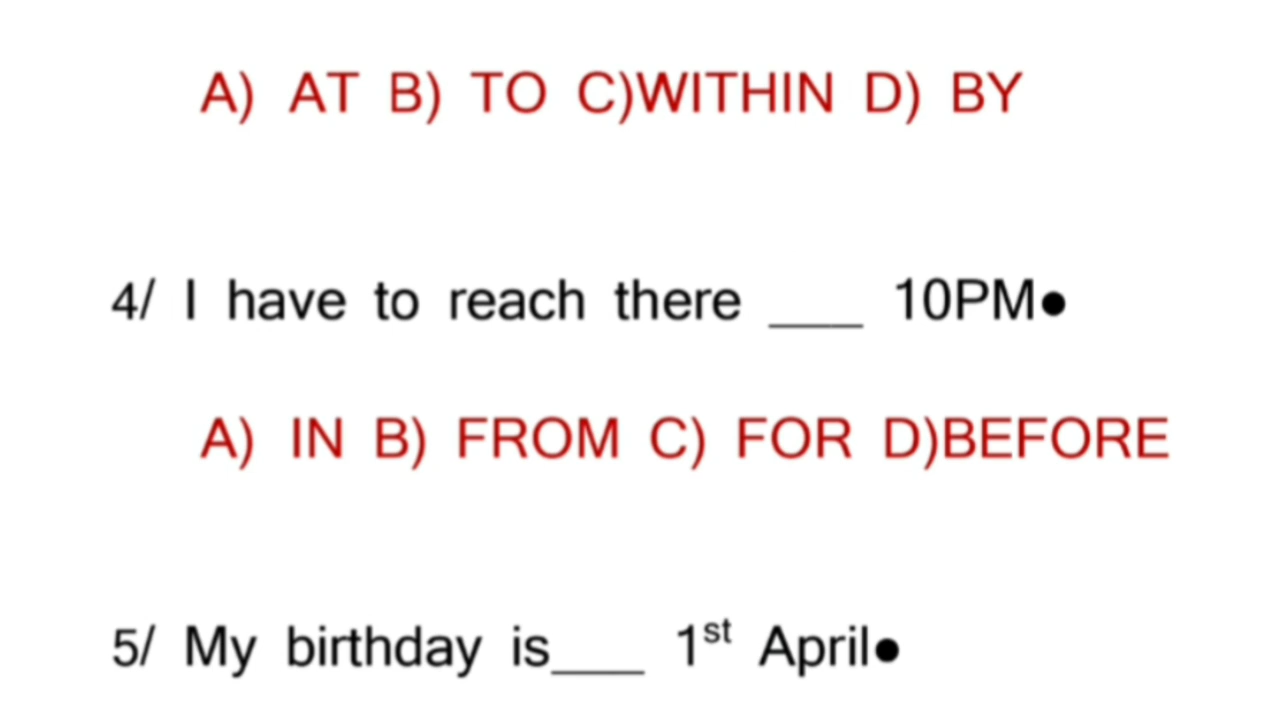 A) AT B) TO C)WITHIN D) BY
4/ I have to reach there ___ 10PM●
A) IN B) FROM C) FOR D)BEFORE
5/ My birthday is___ 1st April●